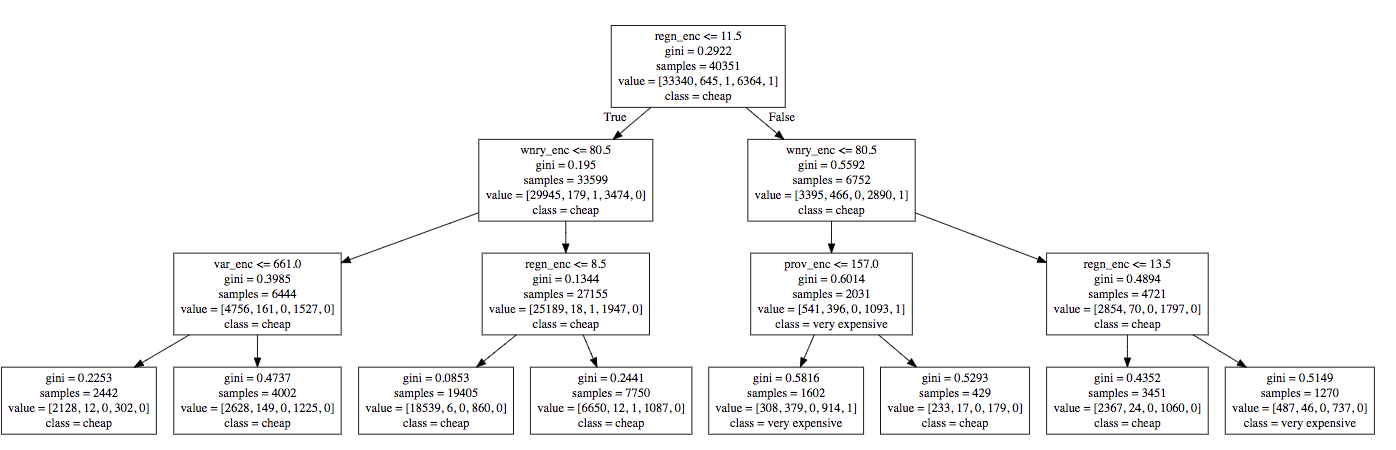 regn_enc <= 11.5
gini = 0.2922
samples = 40351
value = [33340, 645, 1, 6364, 1]
class = cheap
True
False
wnry_enc <= 80.5
gini = 0.195
samples = 33599
value = [29945, 179, 1, 3474, 0]
class = cheap
wnry_enc <= 80.5
gini = 0.5592
samples = 6752
value = [3395, 466, 0, 2890, 1]
class = cheap
var_enc <= 661.0
gini = 0.3985
samples = 6444
value = [4756, 161, 0, 1527, 0]
class = cheap
regn_enc <= 8.5
gini = 0.1344
samples = 27155
value = [25189, 18, 1, 1947, 0]
class = cheap
prov_enc <= 157.0
gini = 0.6014
samples = 2031
value = [541, 396, 0, 1093, 1]
class = very expensive
regn_enc <= 13.5
gini = 0.4894
samples = 4721
value = [2854, 70, 0, 1797, 0]
class = cheap
gini = 0.2253
samples = 2442
value = [2128, 12, 0, 302, 0]
class = cheap
gini = 0.4737
samples = 4002
value = [2628, 149, 0, 1225, 0]
class = cheap
gini = 0.0853
samples = 19405
value = [18539, 6, 0, 860, 0]
class = cheap
gini = 0.2441
samples = 7750
value = [6650, 12, 1, 1087, 0]
class = cheap
gini = 0.5816
samples = 1602
value = [308, 379, 0, 914, 1]
class = very expensive
gini = 0.5293
samples = 429
value = [233, 17, 0, 179, 0]
class = cheap
gini = 0.4352
samples = 3451
value = [2367, 24, 0, 1060, 0]
class = cheap
gini = 0.5149
samples = 1270
value = [487, 46, 0, 737, 0]
class = very expensive